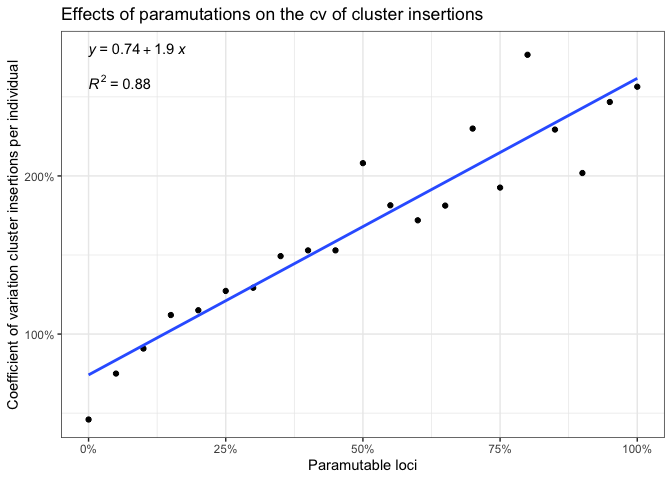 Effects of paramutations on the cv of cluster insertions
y = 0.74 + 1.9 x
R² = 0.88
Coefficient of variation cluster insertions per individual
200%
100%
0% 25% 50% 75% 100%
Paramutable loci